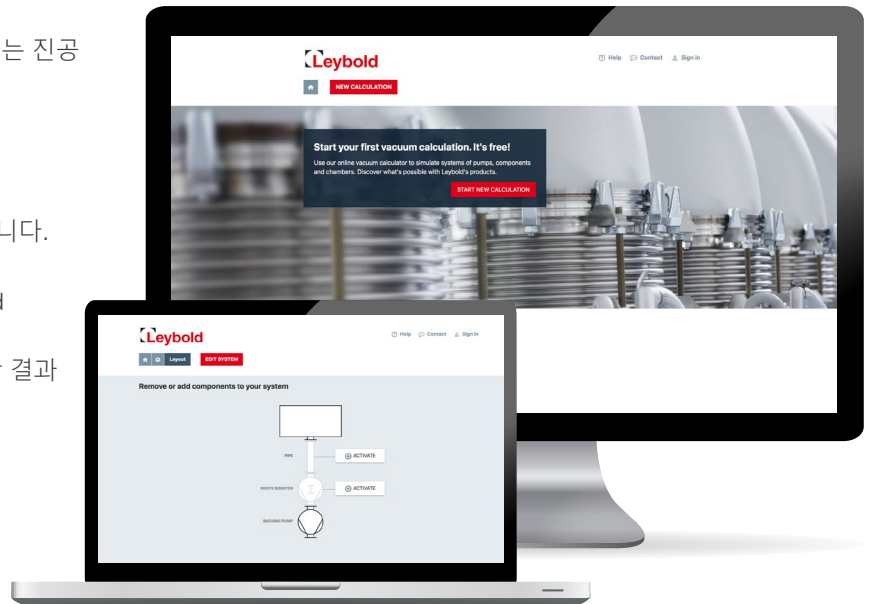 는 진공
니다.
결과
Leybold
Help Contact Sign in
NEW CALCULATION
Start your first vacuum calculation. It's free!
Use our online vacuum calculator to simulate systems of pumps, components
and chambers. Discover what's possible with Leybold's products.
START NEW CALCULATION
Leybold
Help Contact Sign in
Layout EDIT SYSTEM
Remove or add components to your system
PIPE ACTIVATE
ROOTS BOOSTER ACTIVATE
BACKING PUMP